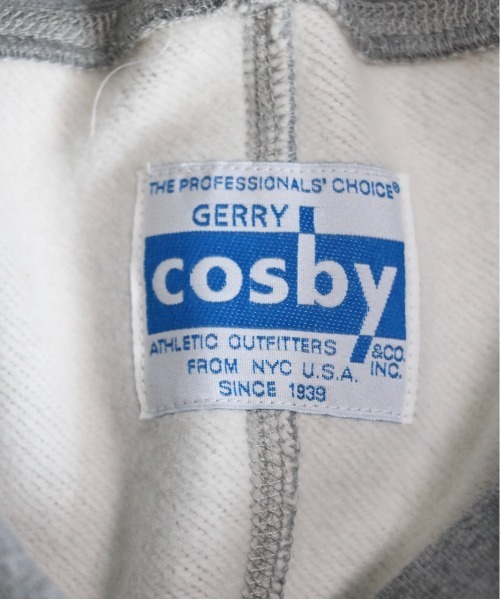 THE PROFESSIONALS' CHOICE®
GERRY
cosby
ATHLETIC OUTFITTERS &CO.
FROM NYC U.S.A. INC.
SINCE 1939